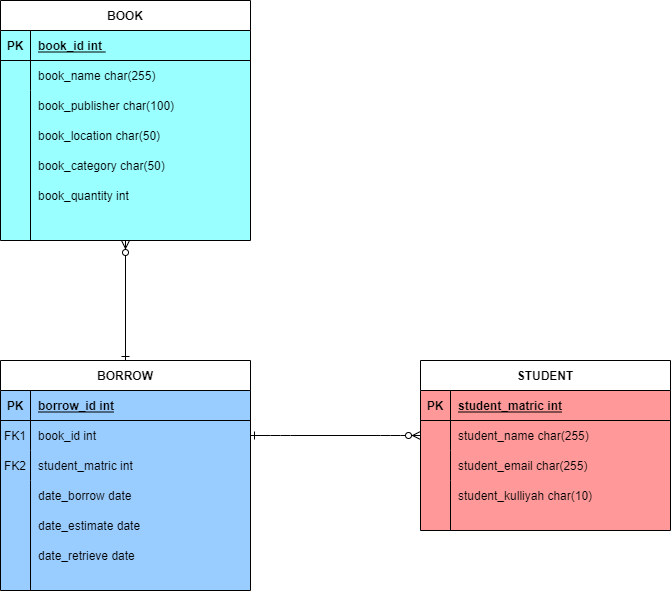 BOOK
PK book_id int
book_name char(255)
book_publisher char(100)
book_location char(50)
book_category char(50)
book_quantity int
BORROW
PK borrow_id int
FK1 book_id int
FK2 student_matric int
date_borrow date
date_estimate date
date_retrieve date
STUDENT
PK student_matric int
student_name char(255)
student_email char(255)
student_kulliyah char(10)